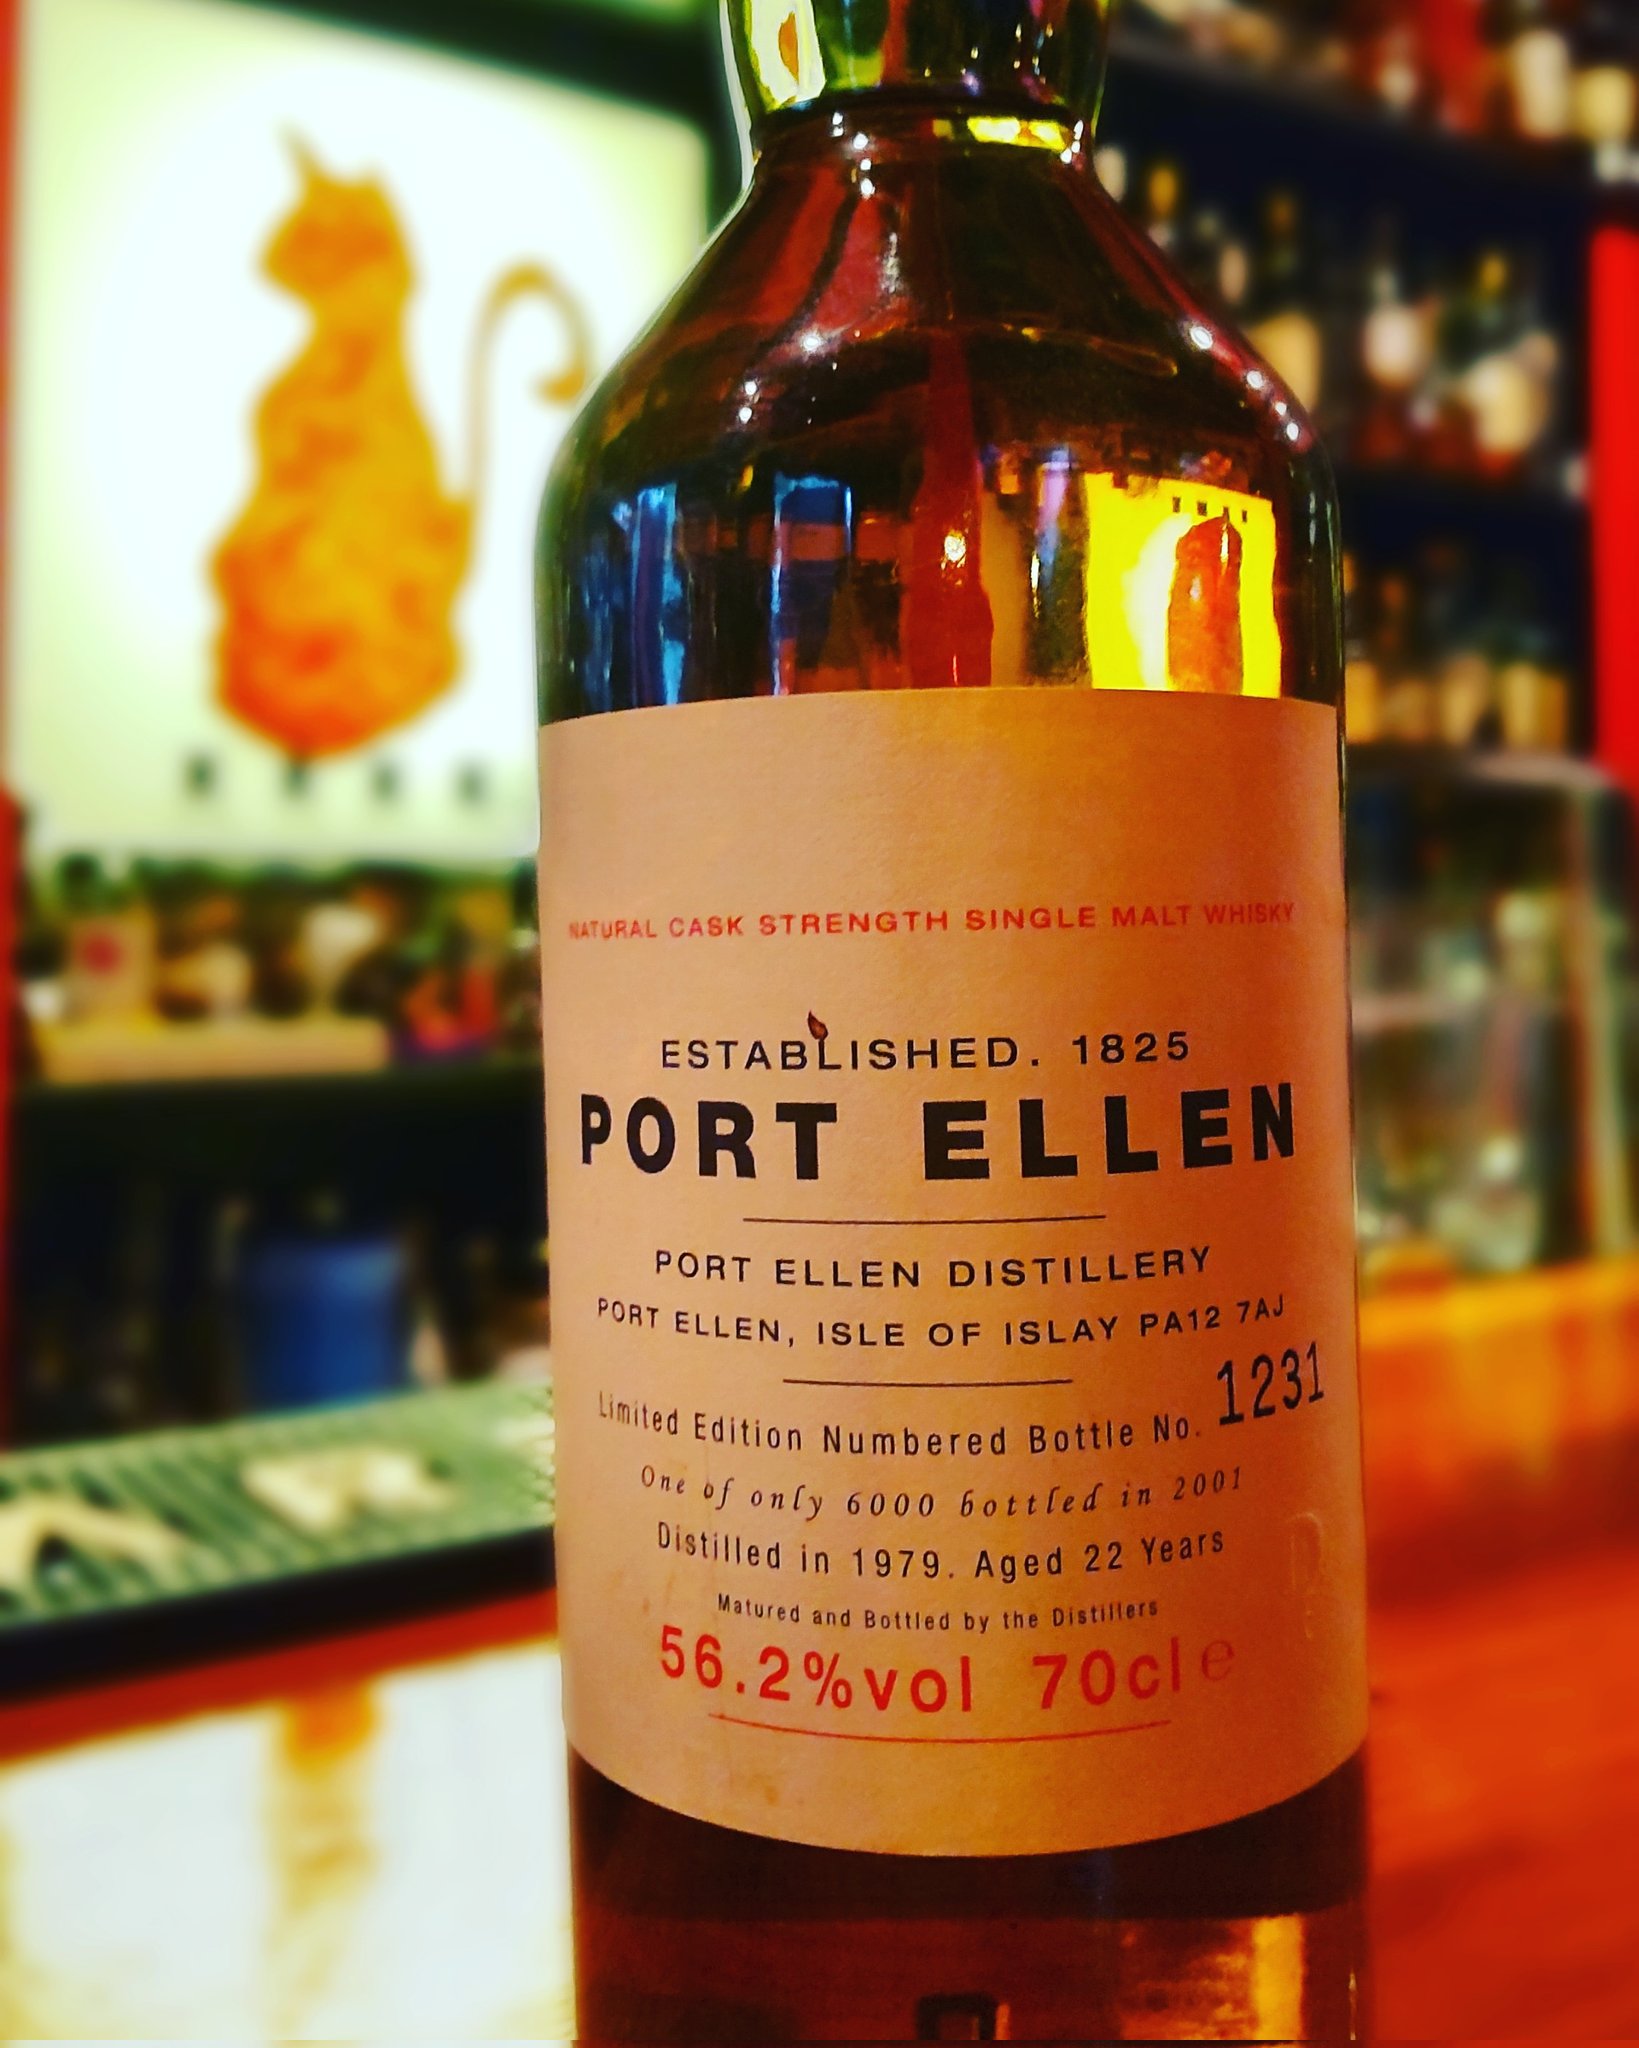 NATURAL CASK STRENGTH SINGLE MALT WHISKY
ESTABLISHED. 1825
PORT ELLEN
PORT ELLEN DISTILLERY
PORT ELLEN, ISLE OF ISLAY PA12 7AJ
Limited Edition Numbered Bottle No. 1231
One of only 6000 bottled in 2001
Distilled in 1979. Aged 22 Years
Matured and Bottled by the Distillers
56.2%vol 70cl e